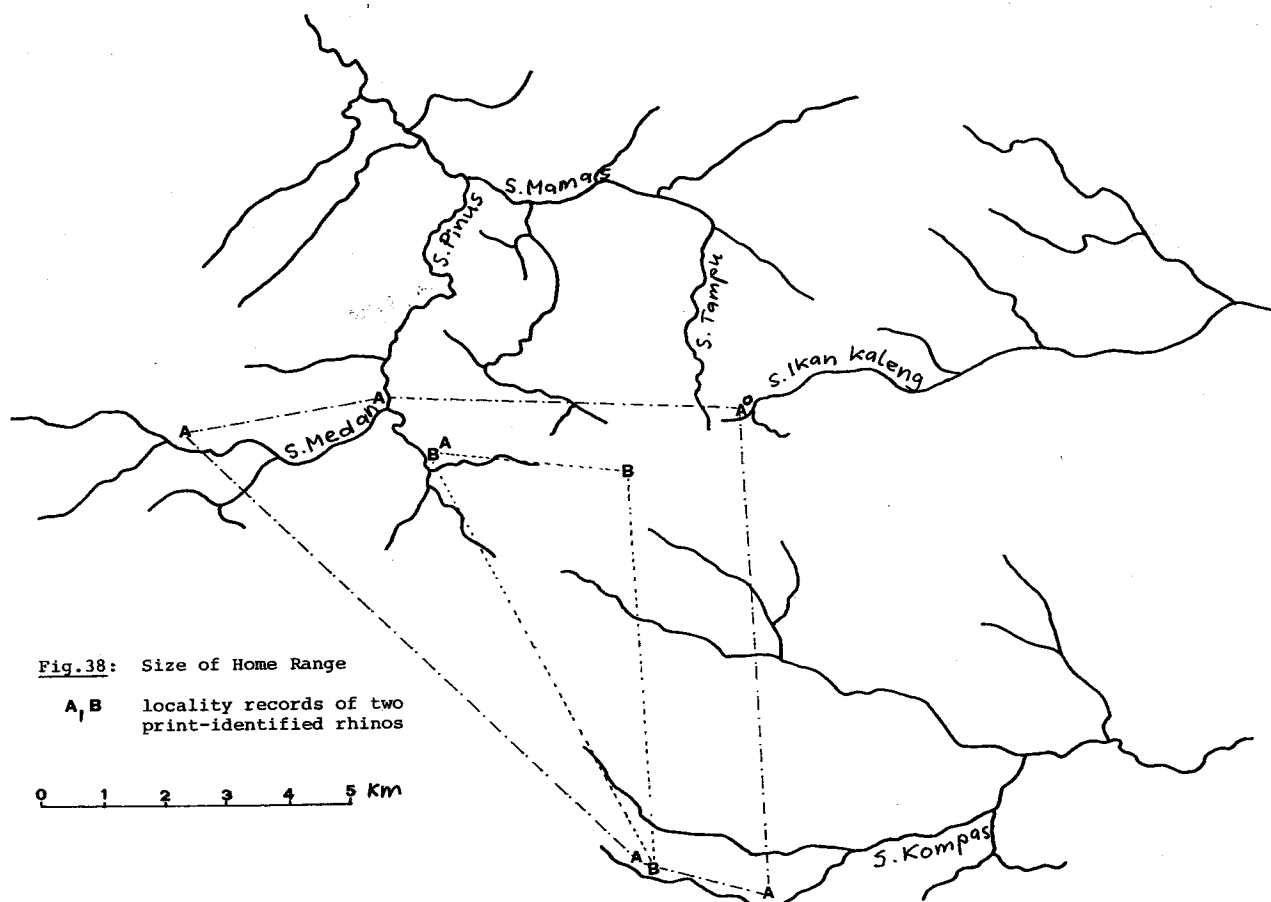 S. Mamas
S. Pinus
S. Tampu
S. Ikan Kaleng
A
A
A
S. Medan
A
B
B
Fig.38: Size of Home Range
A, B locality records of two
print-identified rhinos
0 1 2 3 4 5 Km
S. Kompas
A
B
A